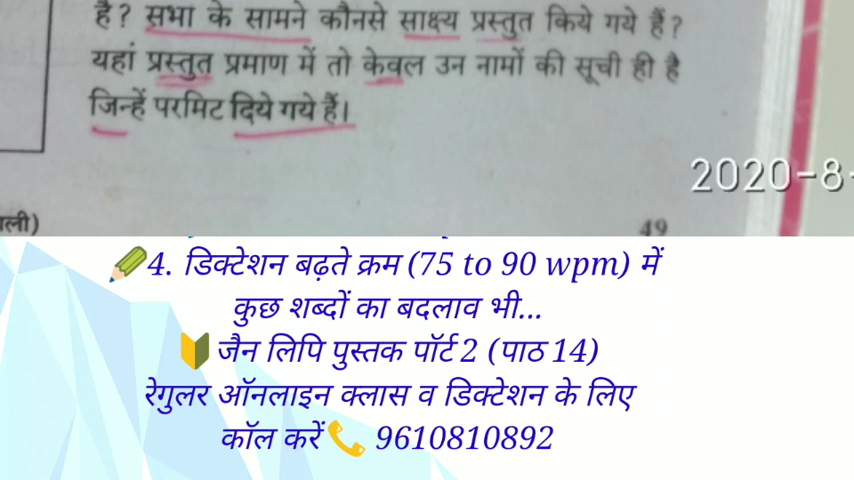 है? सभा के सामने कौनसे साक्ष्य प्रस्तुत किये गये हैं?
यहां प्रस्तुत प्रमाण में तो केवल उन नामों की सूची ही है
जिन्हें परमिट दिये गये हैं।
2020-8-
49
4. डिक्टेशन बढ़ते क्रम (75 to 90 wpm) में
कुछ शब्दों का बदलाव भी...
🔰 जैन लिपि पुस्तक पॉर्ट 2 (पाठ 14)
रेगुलर ऑनलाइन क्लास व डिक्टेशन के लिए
कॉल करें📞 9610810892